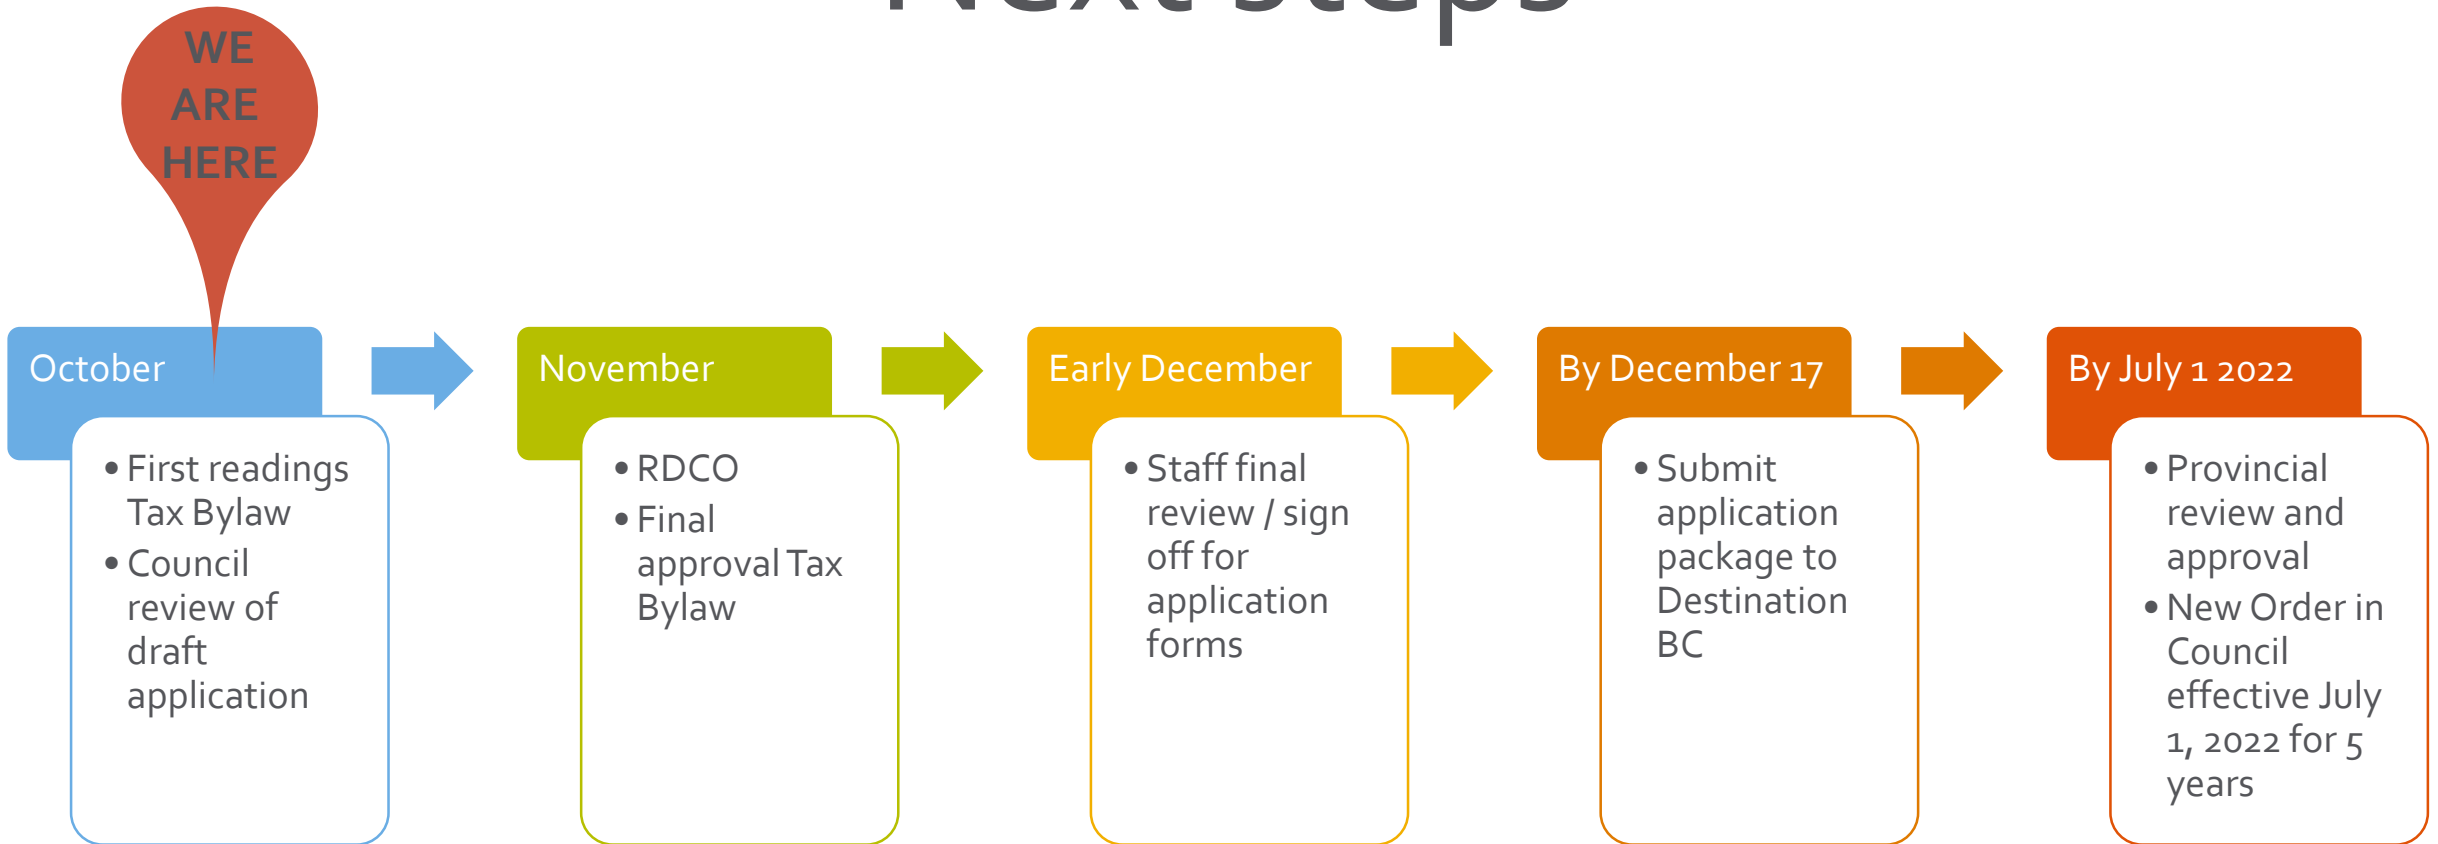 Next steps
WE
ARE
HERE
October
• First readings
Tax Bylaw
• Council
review of
draft
application
November
• RDCO
• Final
approval Tax
Bylaw
Early December
• Staff final
review / sign
off for
application
forms
By December 17
• Submit
application
package to
Destination
BC
By July 1 2022
• Provincial
review and
approval
• New Order in
Council
effective July
1, 2022 for 5
years